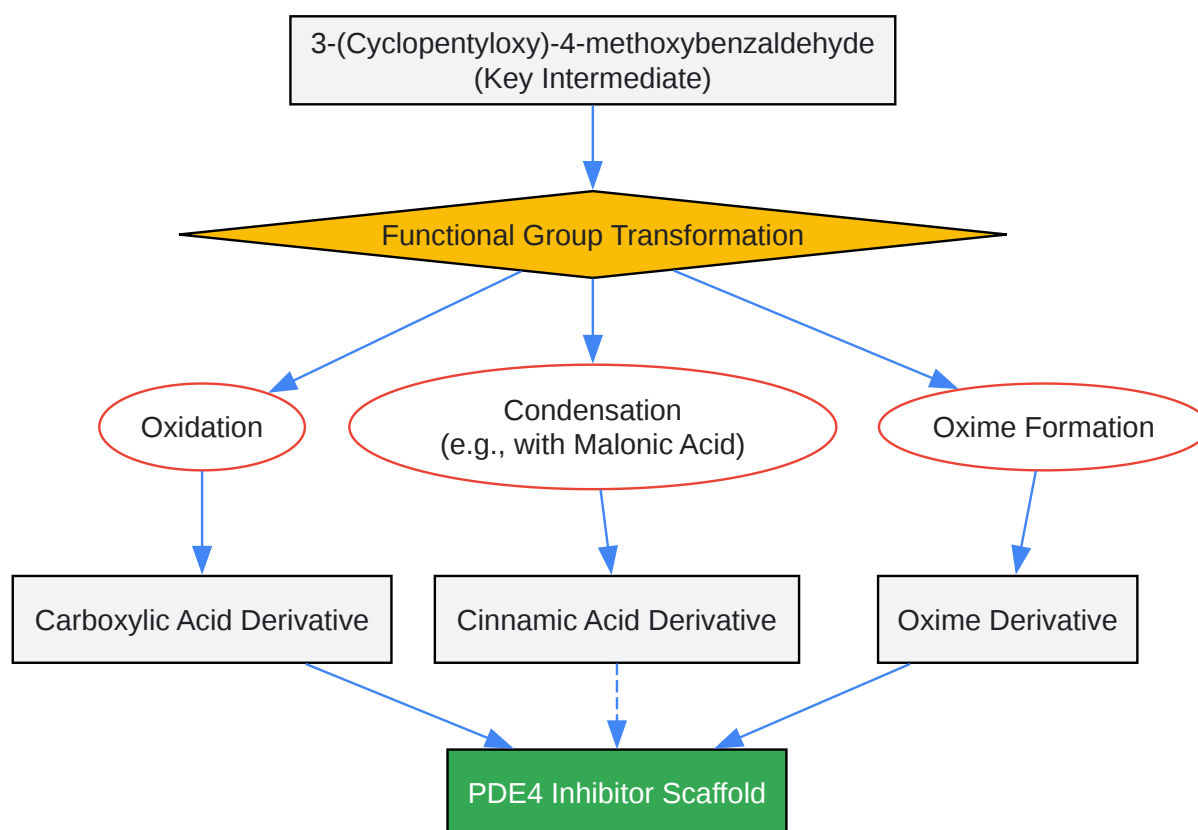 3-(Cyclopentyloxy)-4-methoxybenzaldehyde
(Key Intermediate)
Functional Group Transformation
Oxidation
Condensation
(e.g., with Malonic Acid)
Oxime Formation
Carboxylic Acid Derivative
Cinnamic Acid Derivative
Oxime Derivative
PDE4 Inhibitor Scaffold